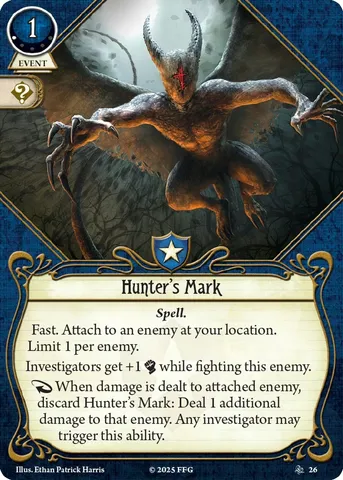 1
EVENT
?
Hunter's Mark
Spell.
Fast. Attach to an enemy at your location.
Limit 1 per enemy.
Investigators get +1 while fighting this enemy.
When damage is dealt to attached enemy,
discard Hunter's Mark: Deal 1 additional
damage to that enemy. Any investigator may
trigger this ability.
Illus. Ethan Patrick Harris © 2025 FFG 26